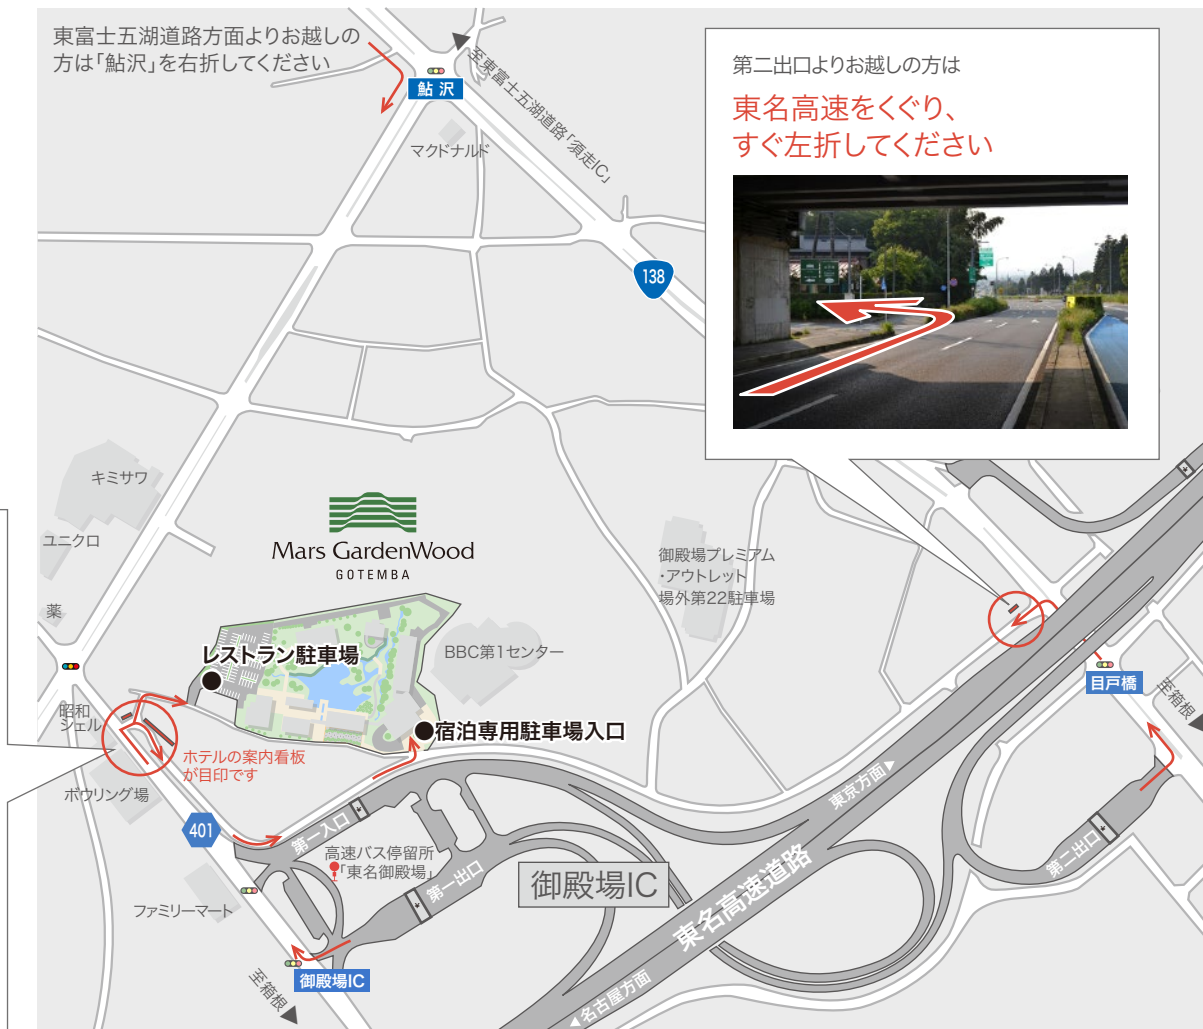 東富士五湖道路方面よりお越しの
方は「鮎沢」を右折してください
至東富士五湖道路「須走IC」
鮎沢
マクドナルド
138
第二出口よりお越しの方は
東名高速をくぐり、
すぐ左折してください
キミサワ
ユニクロ
薬
Mars GardenWood
GOTEMBA
御殿場プレミアム
・アウトレット
場外第22駐車場
レストラン駐車場
BBC第1センター
宿泊専用駐車場入口
目戸橋
至箱根
昭和
シェル
ホテルの案内看板
が目印です
ボウリング場
401
第一入口
高速バス停留所
「東名御殿場」
第一出口
ファミリーマート
御殿場IC
東京方面
東名高速道路
第二出口
御殿場IC
至箱根
名古屋方面